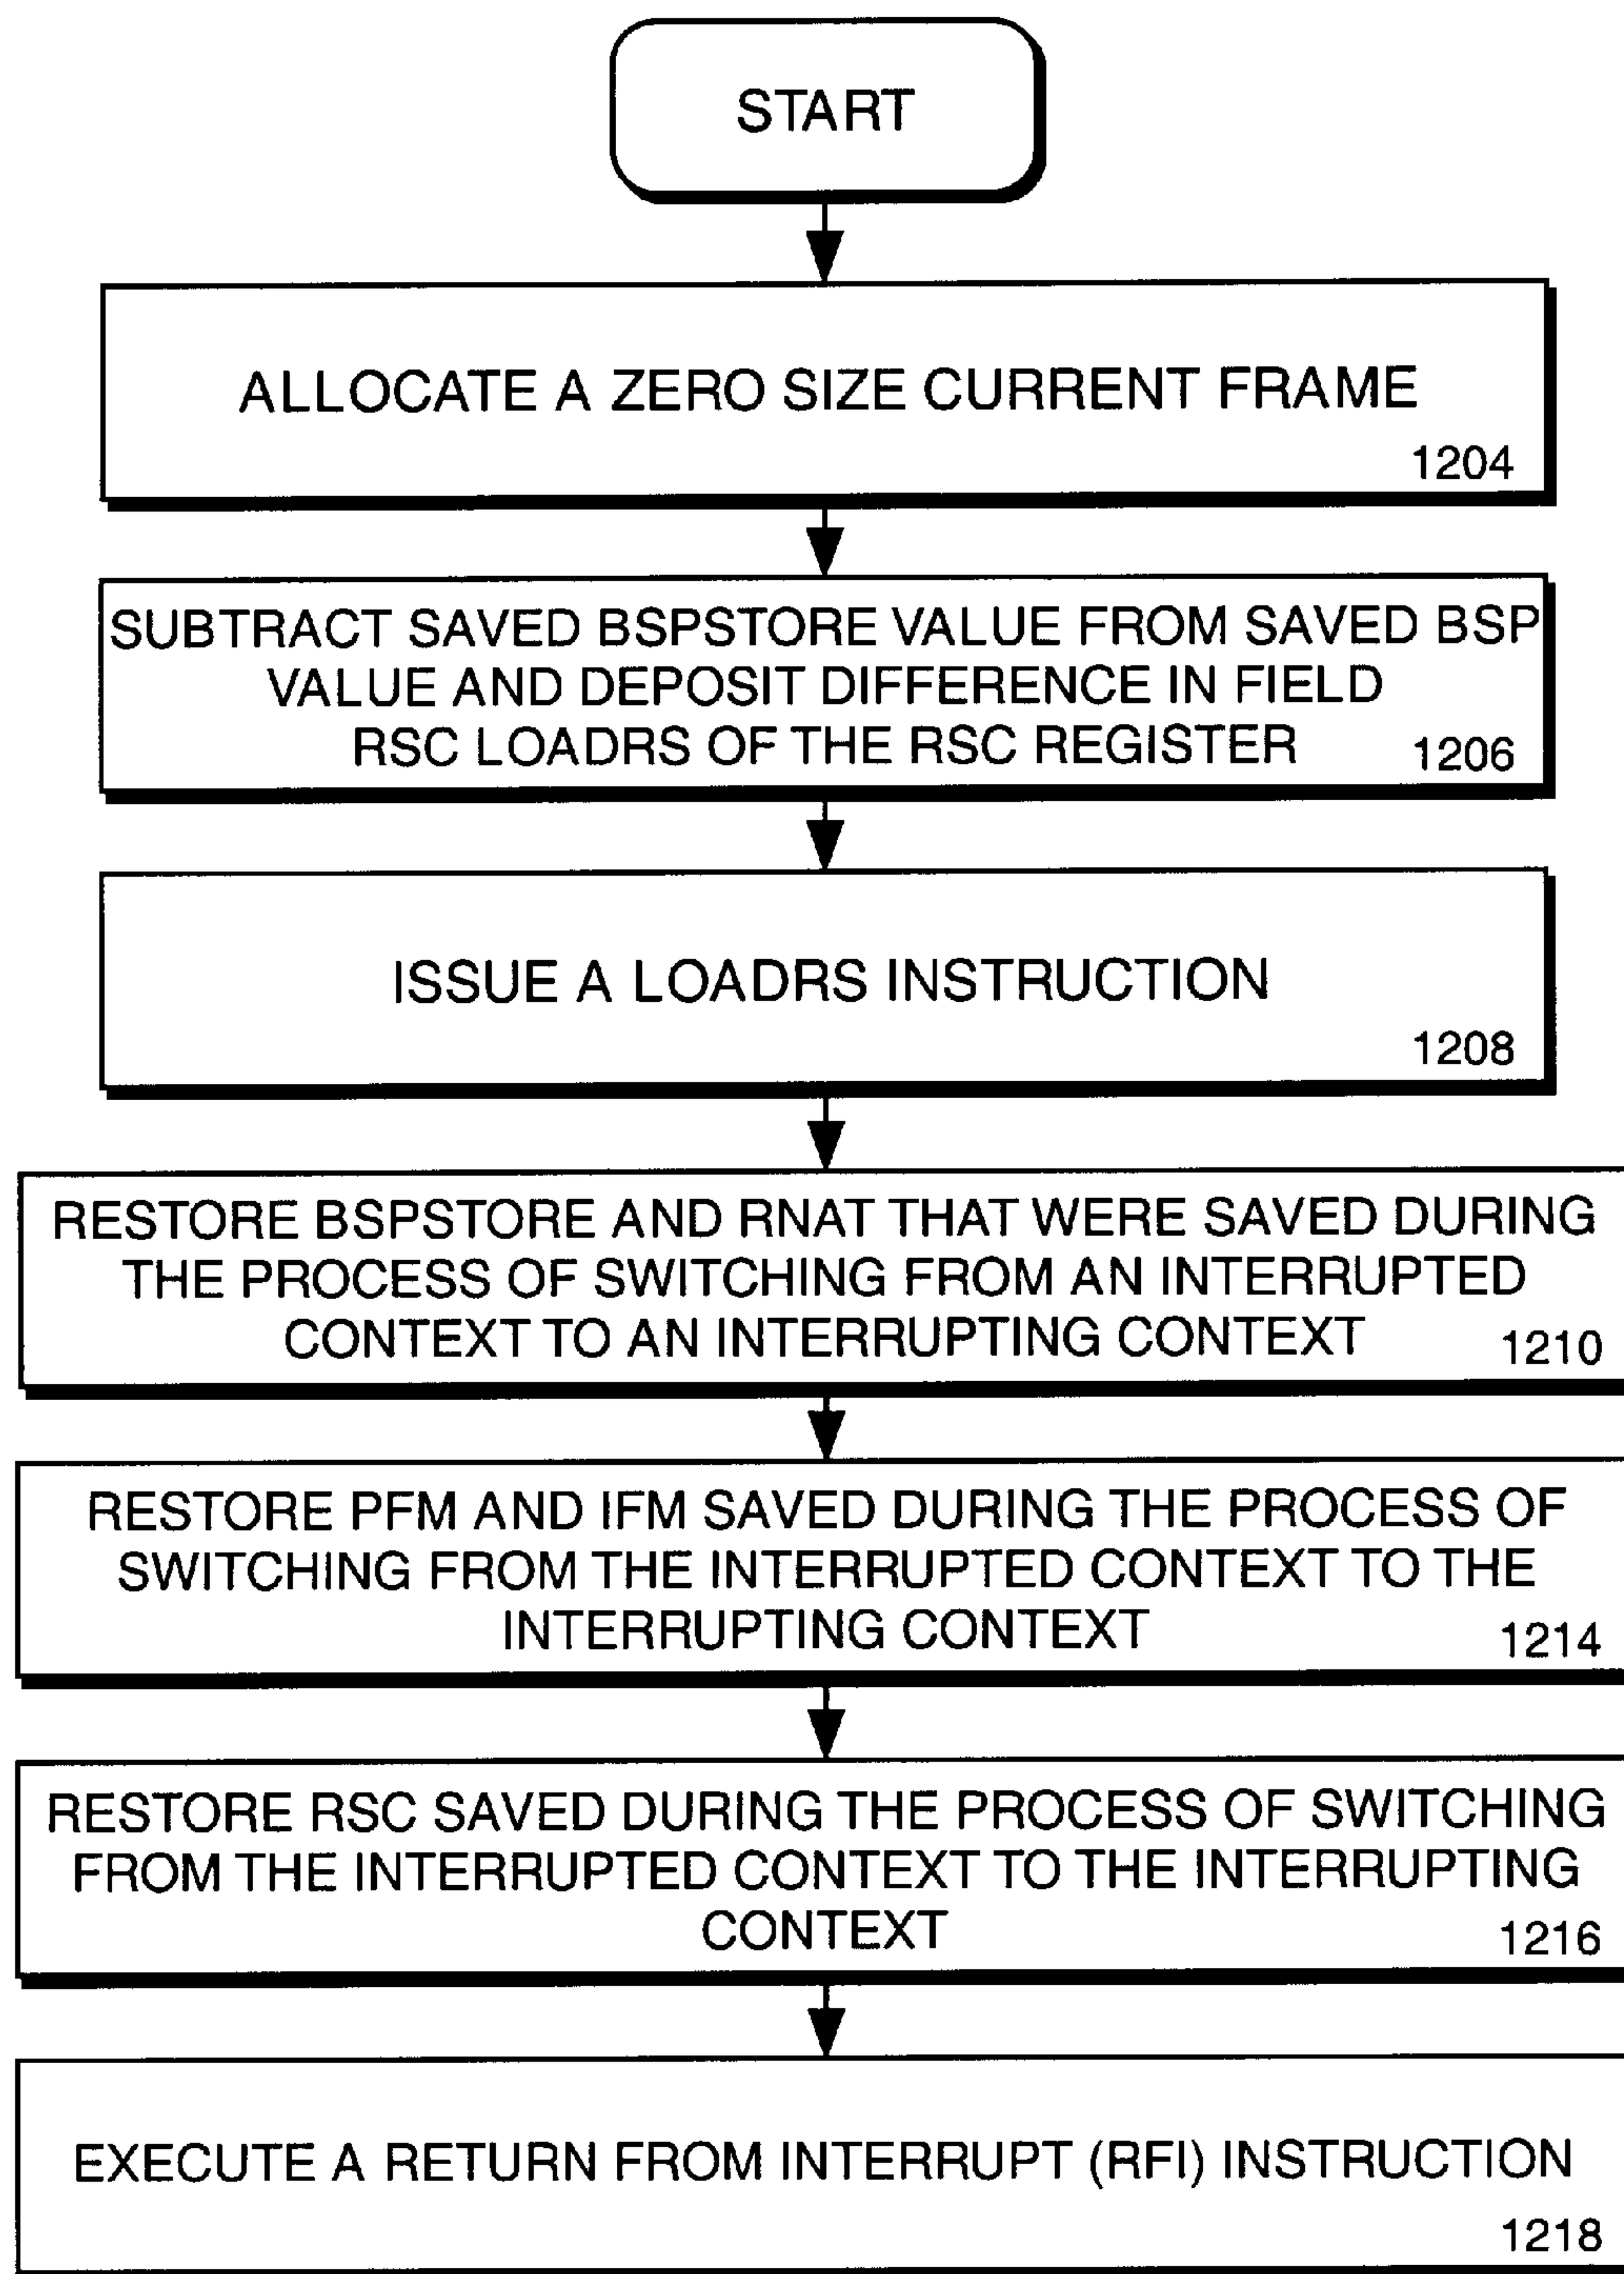 START
ALLOCATE A ZERO SIZE CURRENT FRAME
1204
SUBTRACT SAVED BSPSTORE VALUE FROM SAVED BSP
VALUE AND DEPOSIT DIFFERENCE IN FIELD
RSC LOADRS OF THE RSC REGISTER
1206
ISSUE A LOADRS INSTRUCTION
1208
RESTORE BSPSTORE AND RNAT THAT WERE SAVED DURING
THE PROCESS OF SWITCHING FROM AN INTERRUPTED
CONTEXT TO AN INTERRUPTING CONTEXT
1210
RESTORE PFM AND IFM SAVED DURING THE PROCESS OF
SWITCHING FROM THE INTERRUPTED CONTEXT TO THE
INTERRUPTING CONTEXT
1214
RESTORE RSC SAVED DURING THE PROCESS OF SWITCHING
FROM THE INTERRUPTED CONTEXT TO THE INTERRUPTING
CONTEXT
1216
EXECUTE A RETURN FROM INTERRUPT (RFI) INSTRUCTION
1218